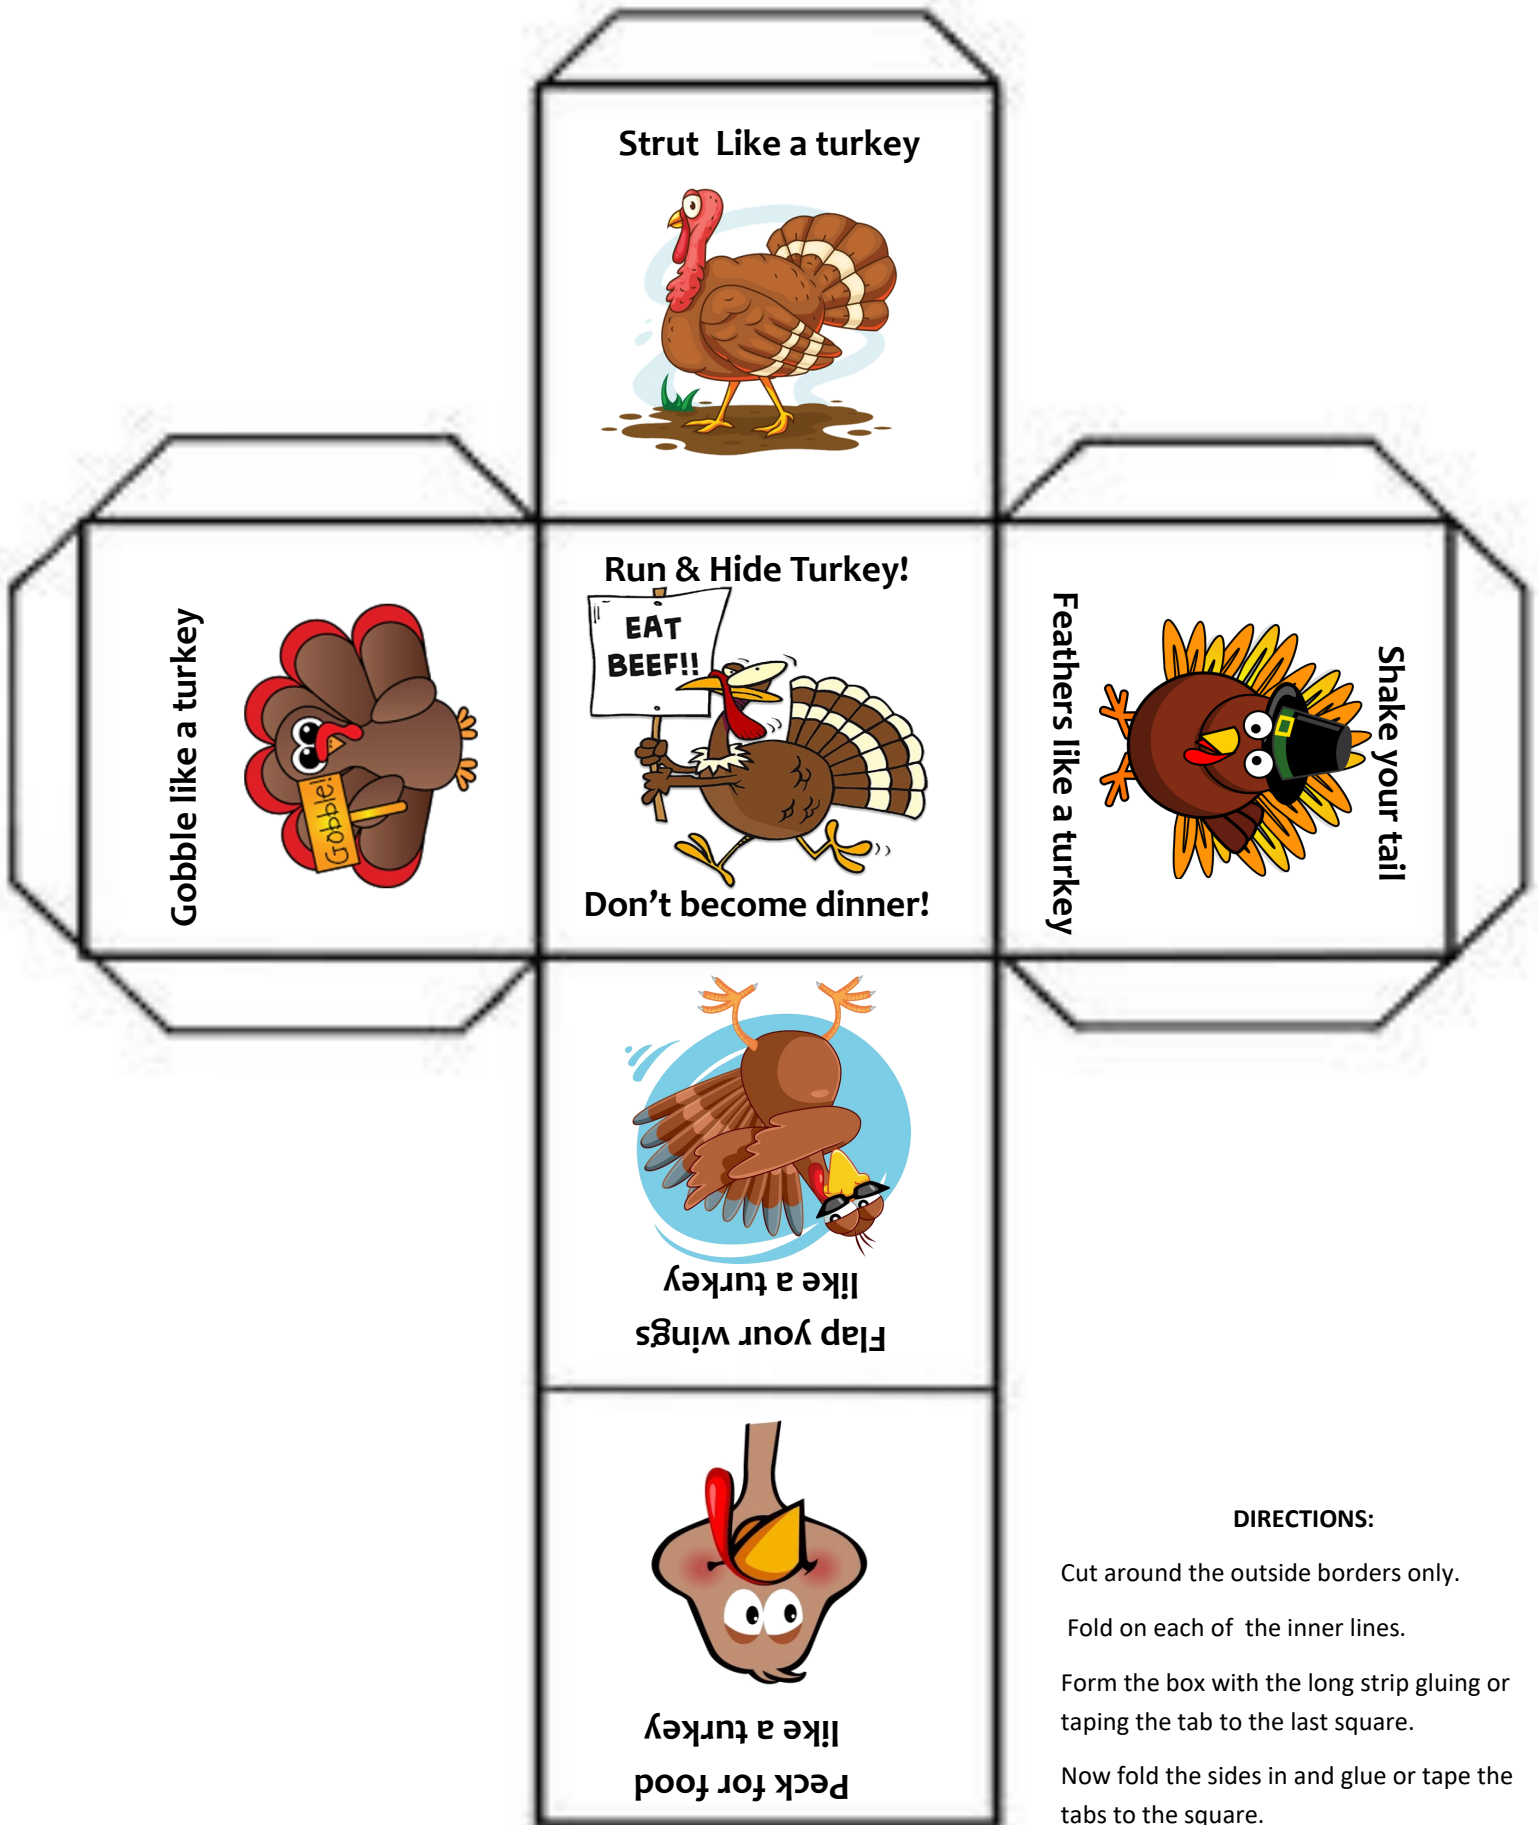 Strut  Like a turkey
Gobble like a turkey
Gobble!
Run & Hide Turkey!
EAT
BEEF!!
Don't become dinner!
Shake your tail
Feathers like a turkey
Flap your wings
like a turkey
Peck for food
like a turkey
DIRECTIONS:
Cut around the outside borders only.
Fold on each of  the inner lines.
Form the box with the long strip gluing or
taping the tab to the last square.
Now fold the sides in and glue or tape the
tabs to the square.